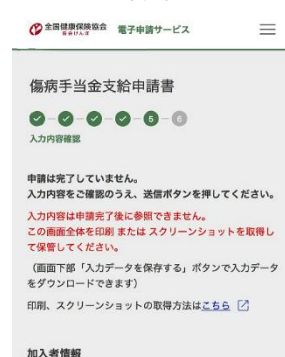 全国健康保険協会
協会けんぽ
電子申請サービス
傷病手当金支給申請書
5
6
入力内容確認
申請は完了していません。
入力内容をご確認のうえ、送信ボタンを押してください。
入力内容は申請完了後に参照できません。
この画面全体を印刷 または スクリーンショットを取得し
て保管してください。
（画面下部「入力データを保存する」ボタンで入力データ
をダウンロードできます）
印刷、スクリーンショットの取得方法はこちら
加入者情報